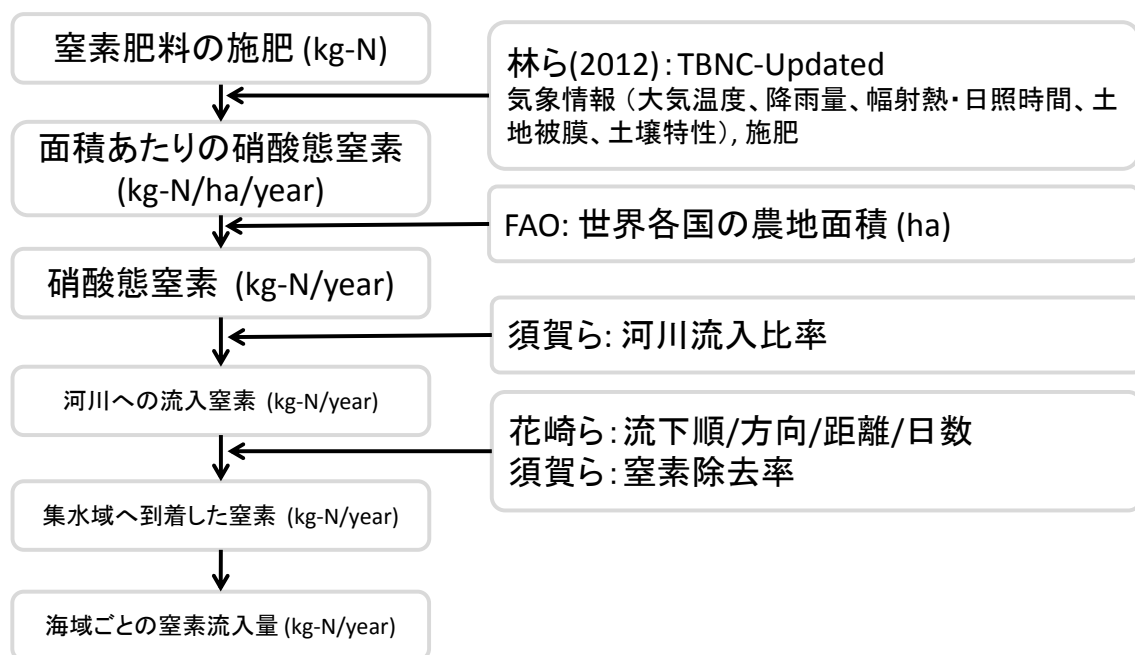 窒素肥料の施肥 (kg-N)
林ら(2012)：TBNC-Updated
気象情報（大気温度、降雨量、幅射熱・日照時間、土
地被膜、土壌特性）, 施肥
面積あたりの硝酸態窒素
(kg-N/ha/year)
FAO: 世界各国の農地面積 (ha)
硝酸態窒素 (kg-N/year)
須賀ら: 河川流入比率
河川への流入窒素 (kg-N/year)
花崎ら：流下順/方向/距離/日数
須賀ら：窒素除去率
集水域へ到着した窒素 (kg-N/year)
海域ごとの窒素流入量 (kg-N/year)